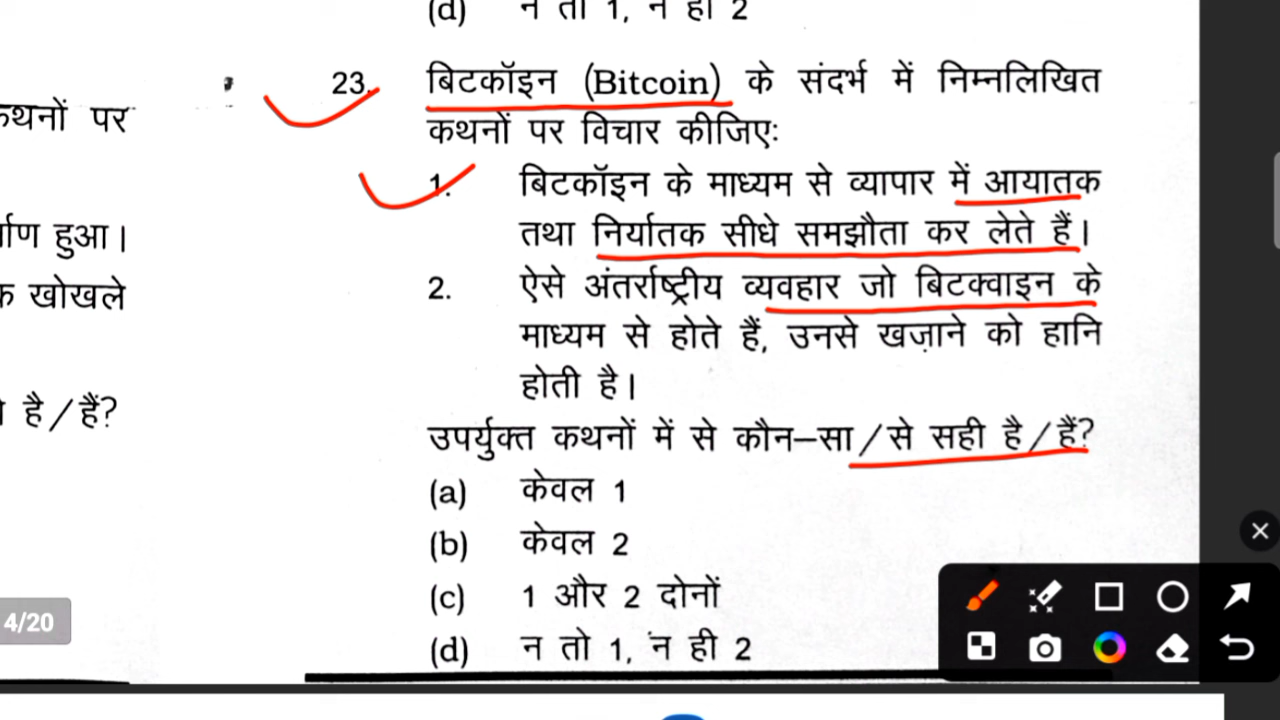 (d) न तो 1, न ही 2
23. बिटकॉइन (Bitcoin) के संदर्भ में निम्नलिखित
कथनों पर विचार कीजिएः
1. बिटकॉइन के माध्यम से व्यापार में आयातक
तथा निर्यातक सीधे समझौता कर लेते हैं।
2. ऐसे अंतर्राष्ट्रीय व्यवहार जो बिटक्वाइन के
माध्यम से होते हैं, उनसे खज़ाने को हानि
होती है।
उपर्युक्त कथनों में से कौन–सा/से सही है/हैं?
(a) केवल 1
(b) केवल 2
(c) 1 और 2 दोनों
(d) न तो 1, न ही 2
पर
हुआ।
खोखले
है/हैं?
4/20